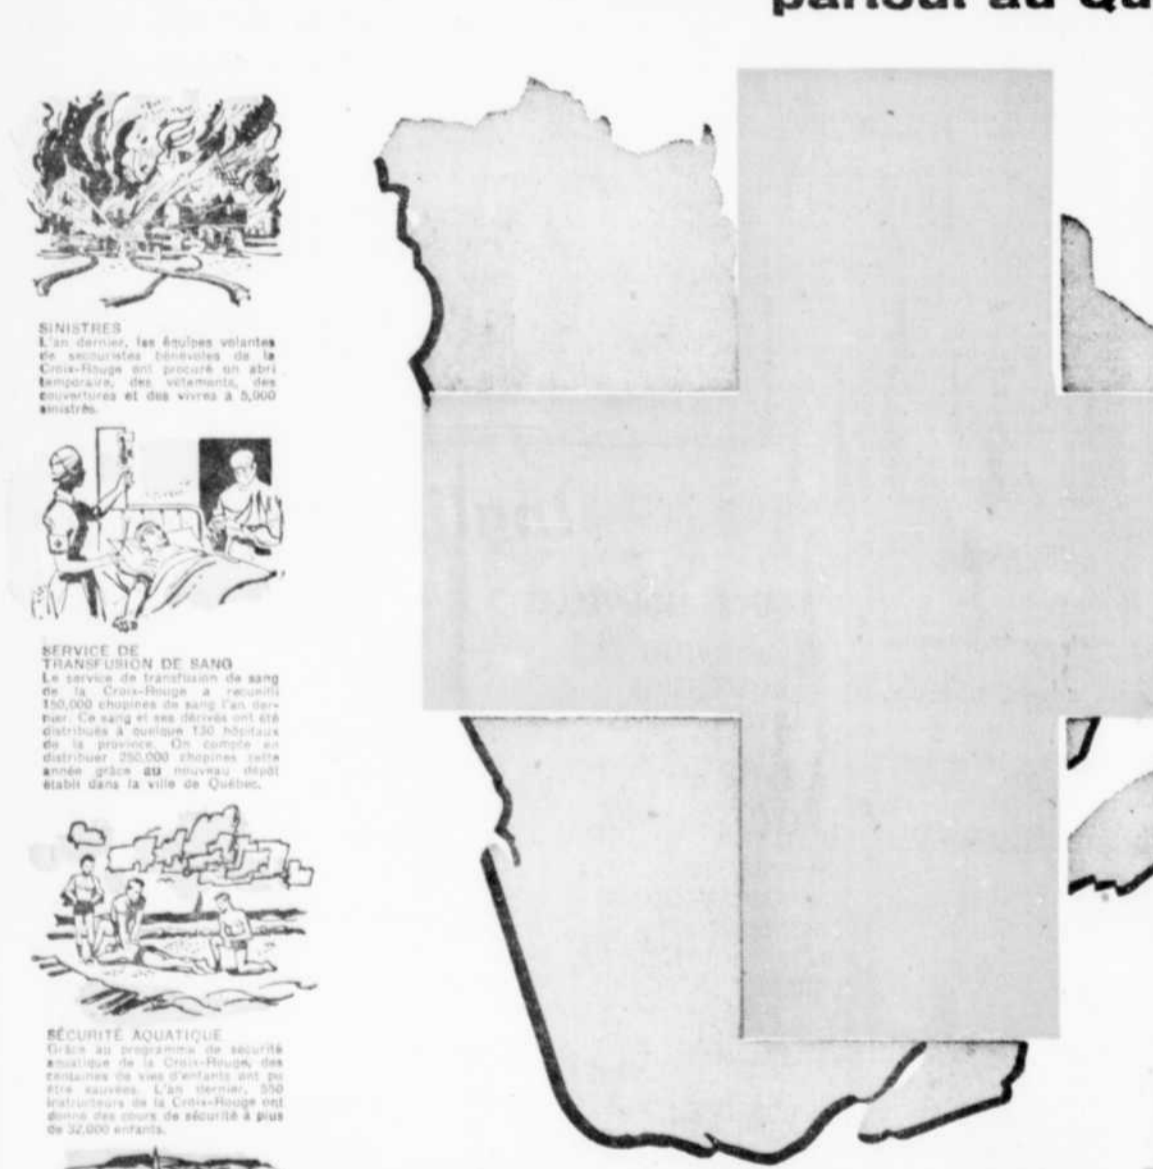 partout au Qu
SINISTRES
L'an dernier, les équipes volantes
de secouristes bénévoles de la
Croix-Rouge ont procuré un abri
temporaire, des vêtements, des
couvertures et des vivres à 5,000
sinistrés.
SERVICE DE
TRANSFUSION DE SANG
Le service de transfusion de sang
de la Croix-Rouge a recueilli
150,000 chopines de sang l'an der-
nier. Ce sang et ses dérivés ont été
distribués à quelque 130 hôpitaux
de la province. On compte en
distribuer 250,000 chopines cette
année grâce au nouveau dépôt
établi dans la ville de Québec.
SÉCURITÉ AQUATIQUE
Grâce au programme de sécurité
aquatique de la Croix-Rouge, des
centaines de vies d'enfants ont pu
être sauvées. L'an dernier, 550
instructeurs de la Croix-Rouge ont
donné des cours de sécurité à plus
de 32,000 enfants.